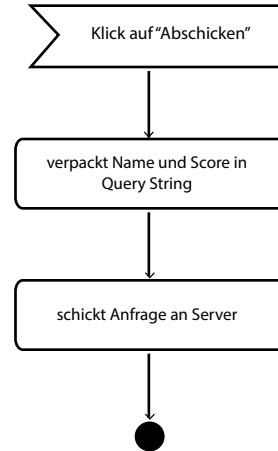 Klick auf “Abschicken”
verpackt Name und Score in
Query String
schickt Anfrage an Server